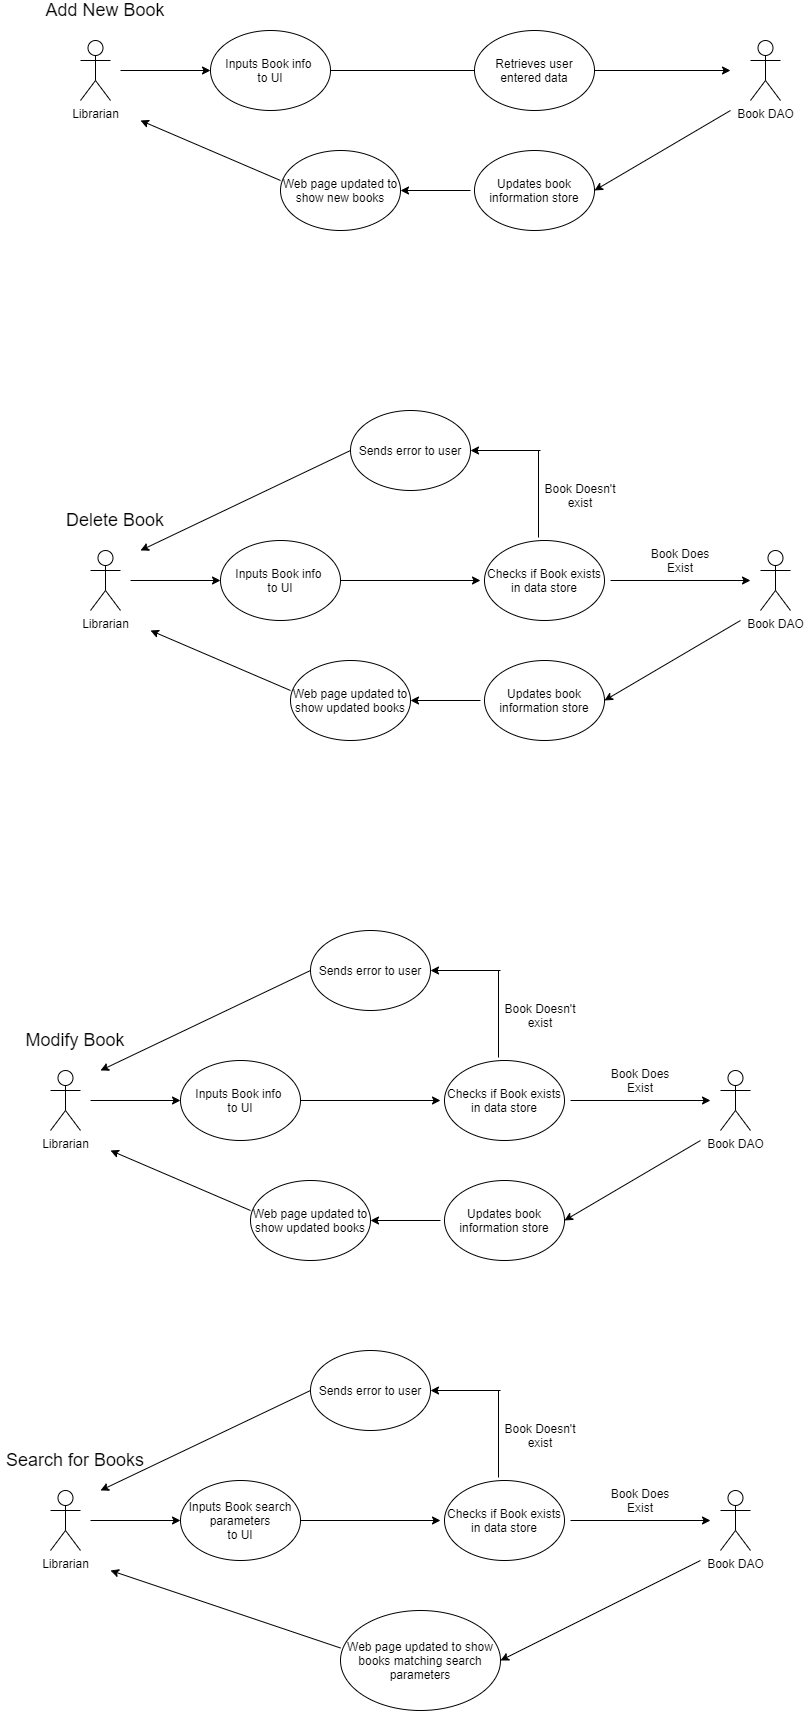 Add New Book
Inputs Book info
to UI
Retrieves user
entered data
Librarian
Book DAO
Web page updated to
show new books
Updates book
information store
Sends error to user
Book Doesn't
exist
Delete Book
Inputs Book info
to UI
Checks if Book exists
in data store
Book Does
Exist
Librarian
Book DAO
Web page updated to
show updated books
Updates book
information store
Sends error to user
Book Doesn't
exist
Modify Book
Inputs Book info
to UI
Checks if Book exists
in data store
Book Does
Exist
Librarian
Book DAO
Web page updated to
show updated books
Updates book
information store
Sends error to user
Book Doesn't
exist
Search for Books
Inputs Book search
parameters
to UI
Checks if Book exists
in data store
Book Does
Exist
Librarian
Book DAO
Web page updated to show
books matching search
parameters